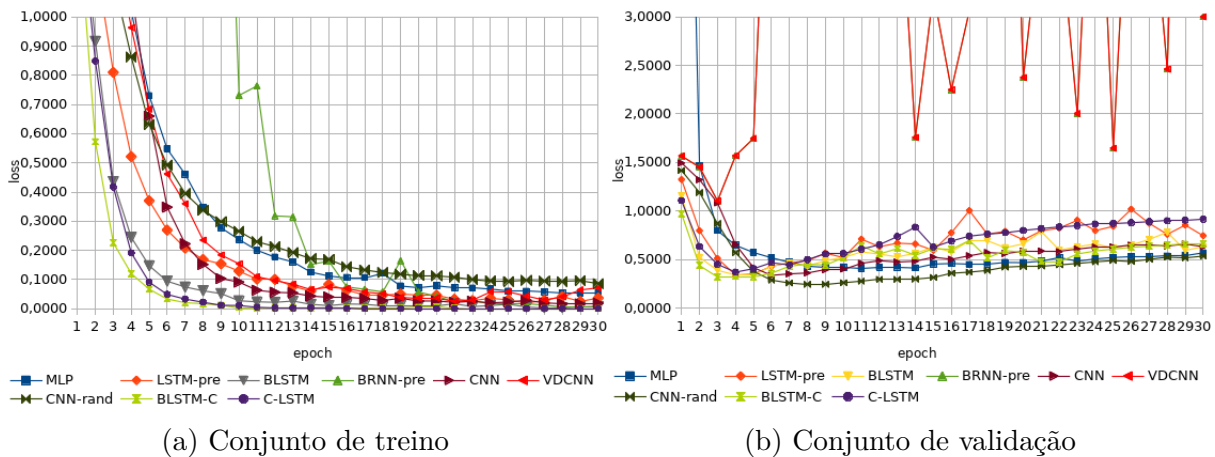 1,0000
0,9000
0,8000
0,7000
0,6000
0,5000
0,4000
0,3000
0,2000
0,1000
0,0000
loss
1 2 3 4 5 6 7 8 9 10 11 12 13 14 15 16 17 18 19 20 21 22 23 24 25 26 27 28 29 30
epoch
MLP LSTM-pre BLSTM BRNN-pre CNN VDCNN
CNN-rand BLSTM-C C-LSTM
(a) Conjunto de treino
3,0000
2,5000
2,0000
1,5000
1,0000
0,5000
0,0000
loss
1 2 3 4 5 6 7 8 9 10 11 12 13 14 15 16 17 18 19 20 21 22 23 24 25 26 27 28 29 30
epoch
MLP LSTM-pre BLSTM BRNN-pre CNN VDCNN
CNN-rand BLSTM-C C-LSTM
(b) Conjunto de validação